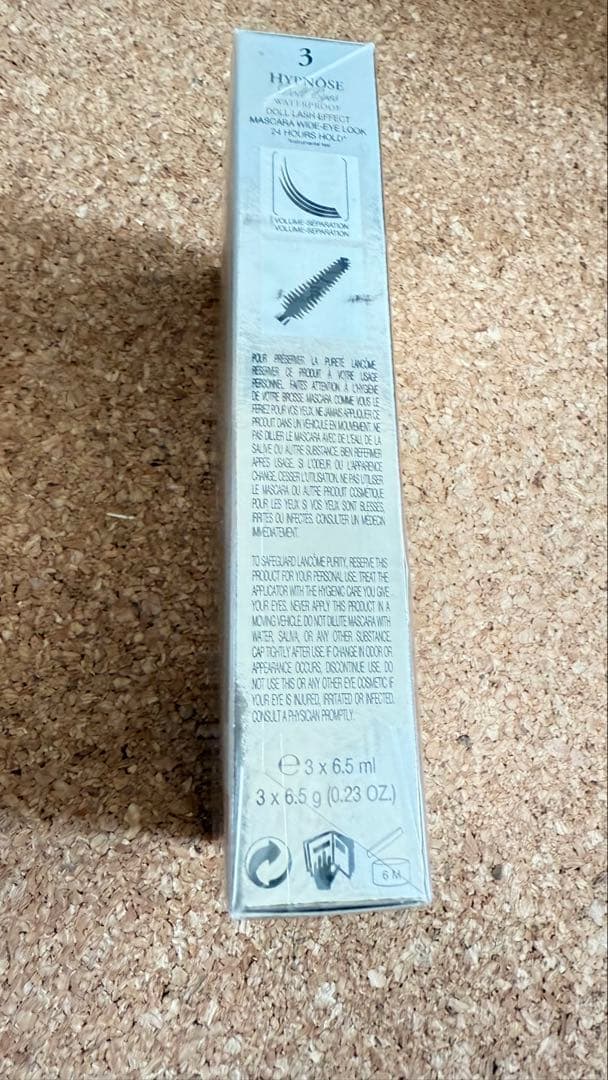 3
HYPNÔSE
Doll Eyes
WATERPROOF
DOLL LASH EFFECT
MASCARA WIDE-EYE LOOK
24 HOURS HOLD*
*Instrumental test
VOLUME-SÉPARATION
VOLUME-SEPARATION
POUR PRÉSERVER LA PURETÉ LANCÔME,
RÉSERVER CE PRODUIT À VOTRE USAGE
PERSONNEL. FAITES ATTENTION À L'HYGIÈNE
DE VOTRE BROSSE MASCARA COMME VOUS LE
FERIEZ POUR VOS YEUX. NE JAMAIS APPLIQUER CE
PRODUIT DANS UN VÉHICULE EN MOUVEMENT. NE
PAS DILUER LE MASCARA AVEC DE L'EAU, DE LA
SALIVE OU AUTRE SUBSTANCE. BIEN REFERMER
APRÈS USAGE. SI L'ODEUR OU L'APPARENCE
CHANGE, CESSER L'UTILISATION. NE PAS UTILISER
LE MASCARA OU AUTRE PRODUIT COSMÉTIQUE
POUR LES YEUX SI VOS YEUX SONT BLESSÉS,
IRRITÉS OU INFECTÉS. CONSULTER UN MÉDECIN
IMMÉDIATEMENT.
TO SAFEGUARD LANCÔME PURITY, RESERVE THIS
PRODUCT FOR YOUR PERSONAL USE. TREAT THE
APPLICATOR WITH THE HYGIENIC CARE YOU GIVE
YOUR EYES. NEVER APPLY THIS PRODUCT IN A
MOVING VEHICLE. DO NOT DILUTE MASCARA WITH
WATER, SALIVA, OR ANY OTHER SUBSTANCE.
CAP TIGHTLY AFTER USE. IF CHANGE IN ODOR OR
APPEARANCE OCCURS, DISCONTINUE USE. DO
NOT USE THIS OR ANY OTHER EYE COSMETIC IF
YOUR EYE IS INJURED, IRRITATED OR INFECTED.
CONSULT A PHYSICIAN PROMPTLY.
℮ 3 x 6.5 ml
3 x 6.5 g (0.23 OZ.)
6 M